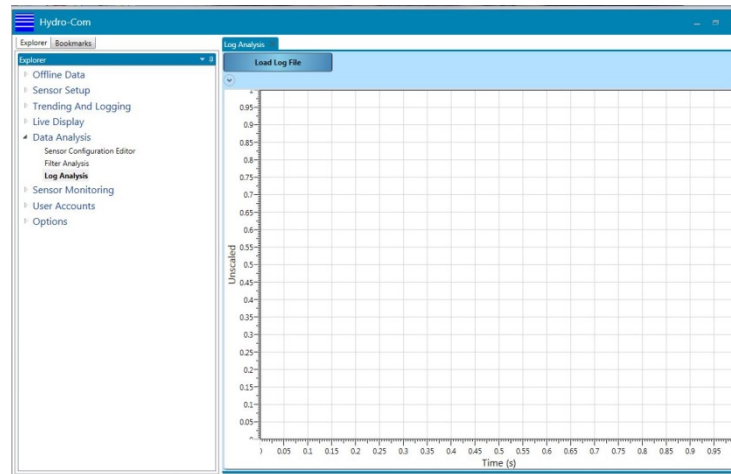 Hydro-Com
Explorer Bookmarks
Explorer
Offline Data
Sensor Setup
Trending And Logging
Live Display
Data Analysis
Sensor Configuration Editor
Filter Analysis
Log Analysis
Sensor Monitoring
User Accounts
Options
Log Analysis
Load Log File
0.95
0.9
0.85
0.8
0.75
0.7
0.65
0.6
0.55
0.5
0.45
0.4
0.35
0.3
0.25
0.2
0.15
0.1
0.05
Unscaled
0.05 0.1 0.15 0.2 0.25 0.3 0.35 0.4 0.45 0.5 0.55 0.6 0.65 0.7 0.75 0.8 0.85 0.9 0.95
Time (s)